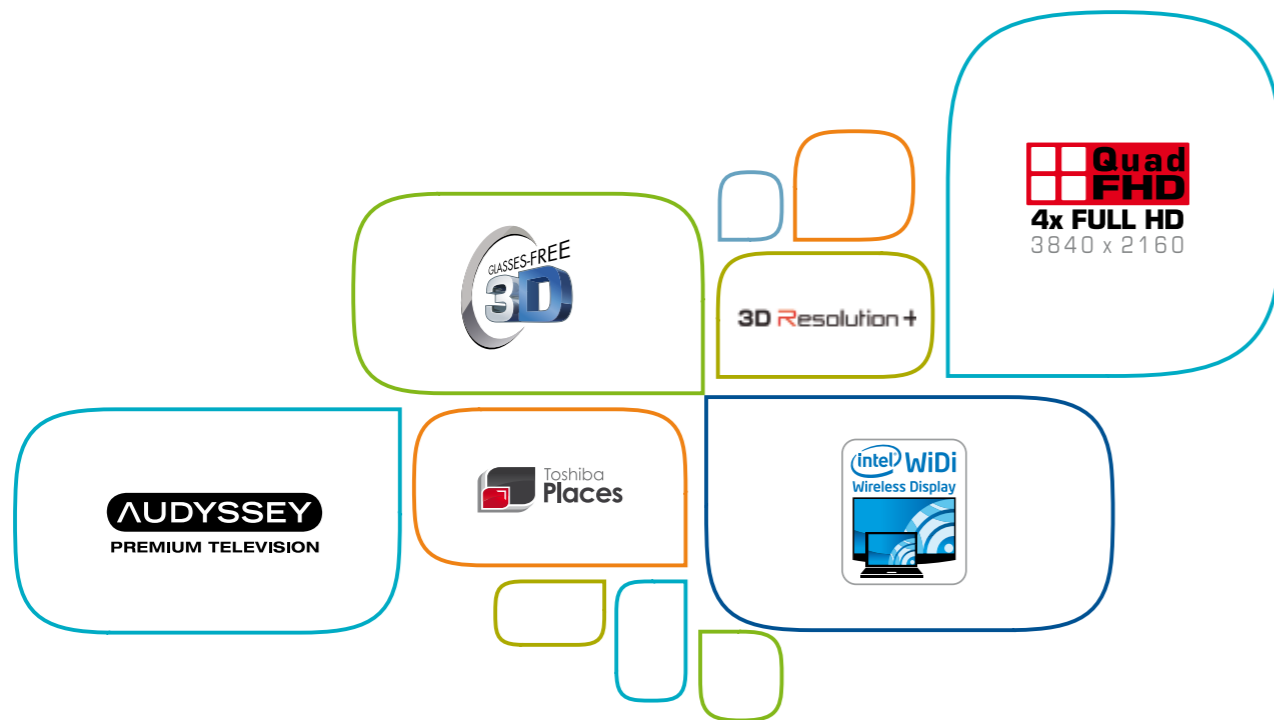 Quad
FHD
4x FULL HD
3840 x 2160
GLASSES-FREE
3D
3D Resolution+
AUDYSSEY
PREMIUM TELEVISION
Toshiba
Places
intel WiDi
Wireless Display